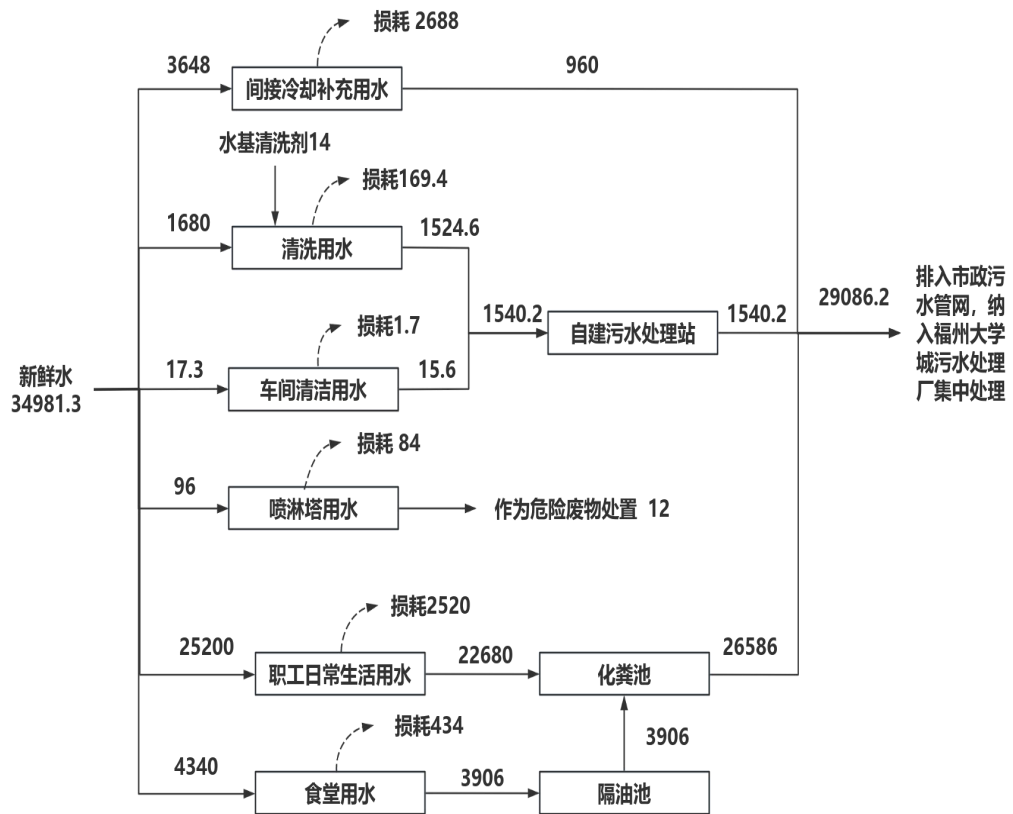 损耗 2688
3648
960
间接冷却补充用水
水基清洗剂14
损耗169.4
1680
1524.6
清洗用水
排入市政污
水管网，纳
入福州大学
城污水处理
厂集中处理
29086.2
1540.2
1540.2
自建污水处理站
损耗1.7
17.3
15.6
车间清洁用水
新鲜水
34981.3
损耗 84
96
喷淋塔用水
作为危险废物处置 12
损耗2520
25200
22680
26586
职工日常生活用水
化粪池
损耗434
3906
4340
3906
食堂用水
隔油池